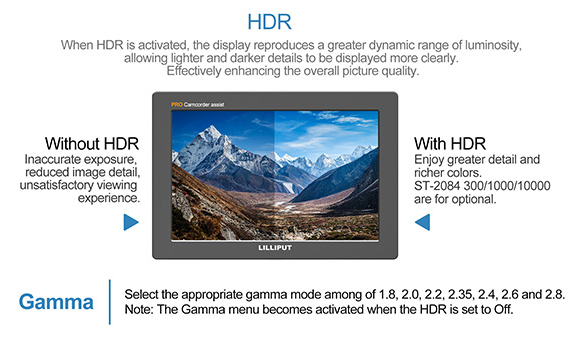 HDR
When HDR is activated, the display reproduces a greater dynamic range of luminosity,
allowing lighter and darker details to be displayed more clearly.
Effectively enhancing the overall picture quality.
PRO Camcorder assist
Without HDR
Inaccurate exposure,
reduced image detail,
unsatisfactory viewing
experience.
With HDR
Enjoy greater detail and
richer colors.
ST-2084 300/1000/10000
are for optional.
LILLIPUT
Gamma
Select the appropriate gamma mode among of 1.8, 2.0, 2.2, 2.35, 2.4, 2.6 and 2.8.
Note: The Gamma menu becomes activated when the HDR is set to Off.